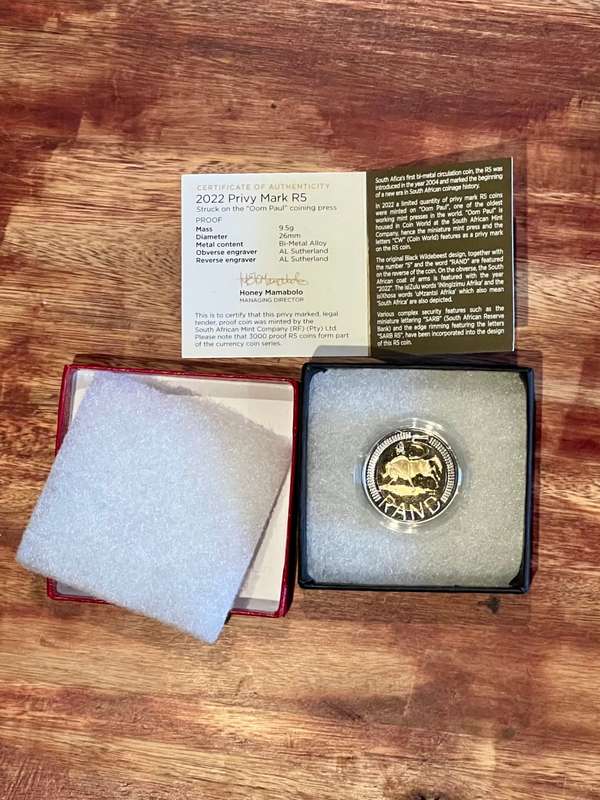 CERTIFICATE OF AUTHENTICITY
2022 Privy Mark R5
Struck on the "Oom Paul" coining press
PROOF
Mass 9.5g
Diameter 26mm
Metal content Bi-Metal Alloy
Obverse engraver AL Sutherland
Reverse engraver AL Sutherland
Honey Mamabolo
MANAGING DIRECTOR
This is to certify that this privy marked, legal
tender, proof coin was minted by the
South African Mint Company (RF) (Pty) Ltd.
Please note that 3000 proof R5 coins form part
of the currency coin series.
South Africa's first bi-metal circulation coin, the R5 was
introduced in the year 2004 and marked the beginning
of a new era in South African coinage history.
In 2022 a limited quantity of privy mark R5 coins
were minted on "Oom Paul", one of the oldest
working mint presses in the world. "Oom Paul" is
housed in Coin World at the South African Mint
Company, hence the miniature mint press and the
letters "CW" (Coin World) features as a privy mark
on the R5 coin.
The original Black Wildebeest design, together with
the number "5" and the word "RAND" are featured
on the reverse of the coin. On the obverse, the South
African coat of arms is featured with the year
"2022". The isiZulu words 'iNingizimu Afrika' and the
isiXhosa words 'uMzantsi Afrika' which also mean
'South Africa' are also depicted.
Various complex security features such as the
miniature lettering "SARB" (South African Reserve
Bank) and the edge rimming featuring the letters
"SARB R5", have been incorporated into the design
of this R5 coin.
RAND